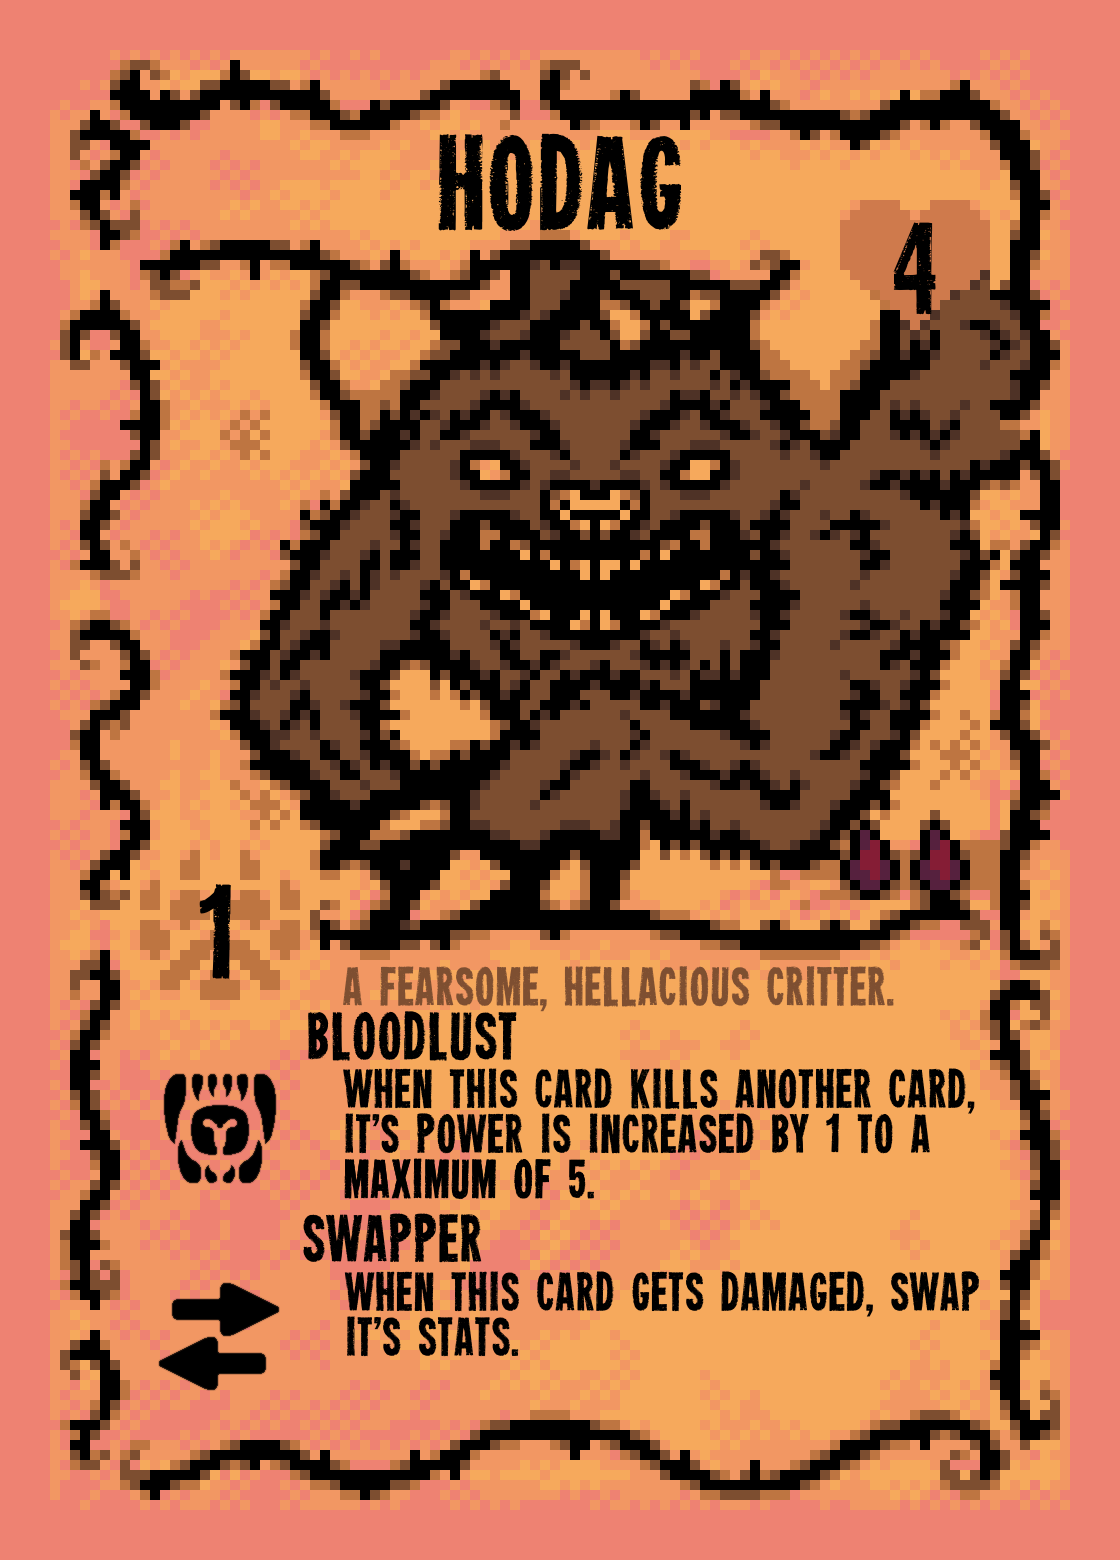 HODAG
4
1
A FEARSOME, HELLACIOUS CRITTER.
BLOODLUST
WHEN THIS CARD KILLS ANOTHER CARD,
IT'S POWER IS INCREASED BY 1 TO A
MAXIMUM OF 5.
SWAPPER
WHEN THIS CARD GETS DAMAGED, SWAP
IT'S STATS.